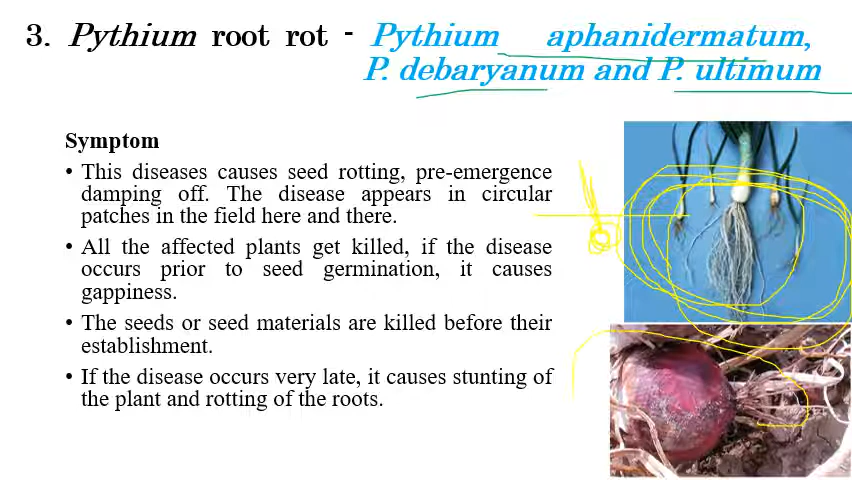 3. Pythium root rot - Pythium aphanidermatum,
P. debaryanum and P. ultimum
Symptom
• This diseases causes seed rotting, pre-emergence
damping off. The disease appears in circular
patches in the field here and there.
• All the affected plants get killed, if the disease
occurs prior to seed germination, it causes
gappiness.
• The seeds or seed materials are killed before their
establishment.
• If the disease occurs very late, it causes stunting of
the plant and rotting of the roots.